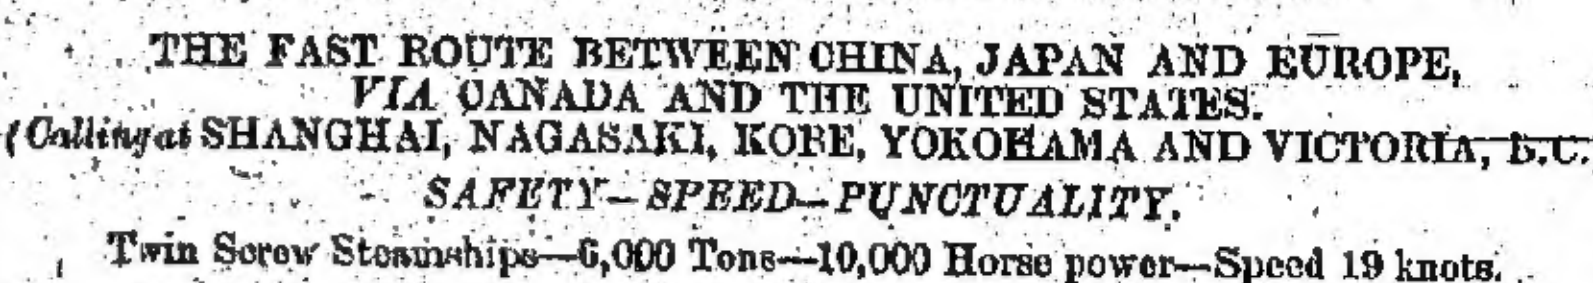 THE FAST ROUTE BETWEEN CHINA, JAPAN AND EUROPE,
VIA CANADA AND THE UNITED STATES.
(Calling at SHANGHAI, NAGASAKI, KOBE, YOKOHAMA AND VICTORIA, B.C.
SAFETY—SPEED—PUNCTUALITY.
Twin Screw Steamships—6,000 Tons—10,000 Horse power—Speed 19 knots.